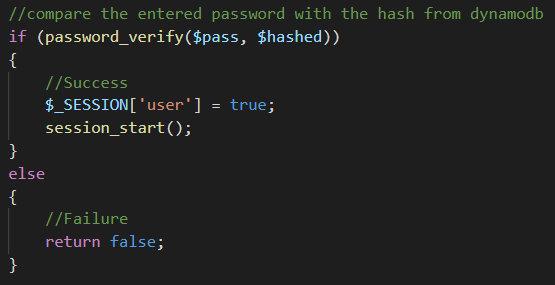 //compare the entered password with the hash from dynamodb
if (password_verify($pass, $hashed))
{
    //Success
    $_SESSION['user'] = true;
    session_start();
}
else
{
    //Failure
    return false;
}